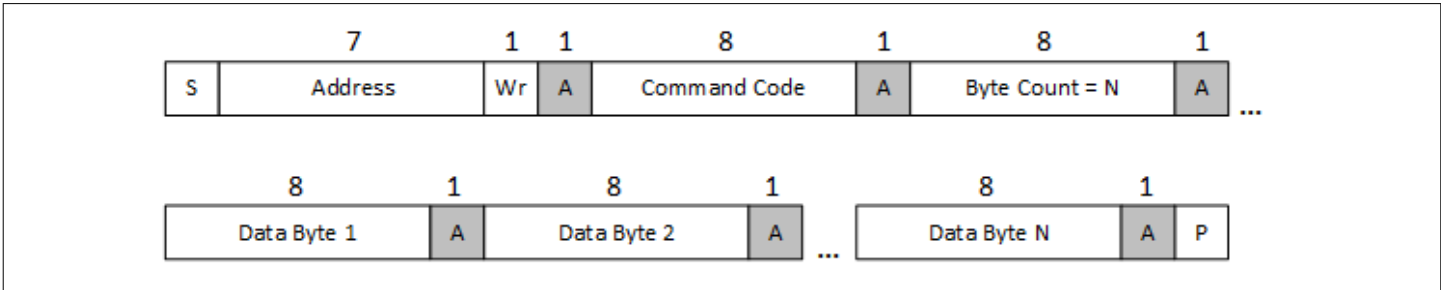 7 1 1 8 1 8 1
S Address Wr A Command Code A Byte Count = N A ...
8 1 8 1 8 1
Data Byte 1 A Data Byte 2 A ... Data Byte N A P